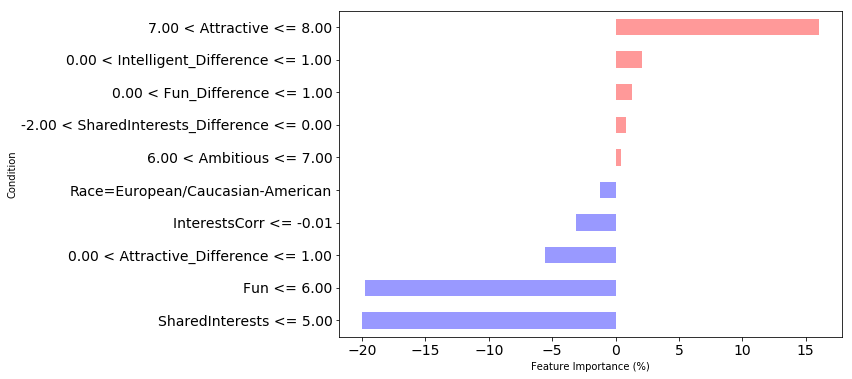 7.00 < Attractive <= 8.00
0.00 < Intelligent_Difference <= 1.00
0.00 < Fun_Difference <= 1.00
-2.00 < SharedInterests_Difference <= 0.00
6.00 < Ambitious <= 7.00
Race=European/Caucasian-American
InterestsCorr <= -0.01
0.00 < Attractive_Difference <= 1.00
Fun <= 6.00
SharedInterests <= 5.00
Condition
−20 −15 −10 −5 0 5 10 15
Feature Importance (%)